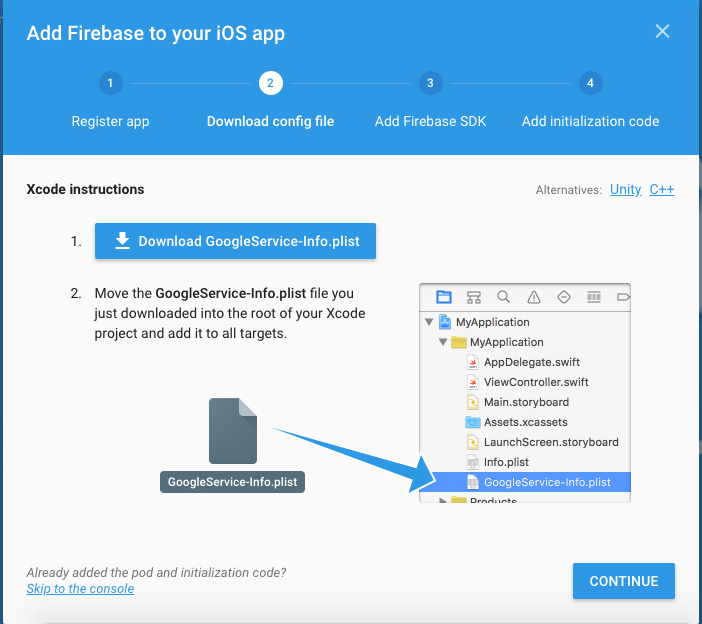 Add Firebase to your iOS app
1
2
3
4
Register app
Download config file
Add Firebase SDK
Add initialization code
Xcode instructions
Alternatives: Unity C++
1. Download GoogleService-Info.plist
2. Move the GoogleService-Info.plist file you
just downloaded into the root of your Xcode
project and add it to all targets.
GoogleService-Info.plist
MyApplication
MyApplication
AppDelegate.swift
ViewController.swift
Main.storyboard
Assets.xcassets
LaunchScreen.storyboard
Info.plist
GoogleService-Info.plist
Products
Already added the pod and initialization code?
Skip to the console
CONTINUE